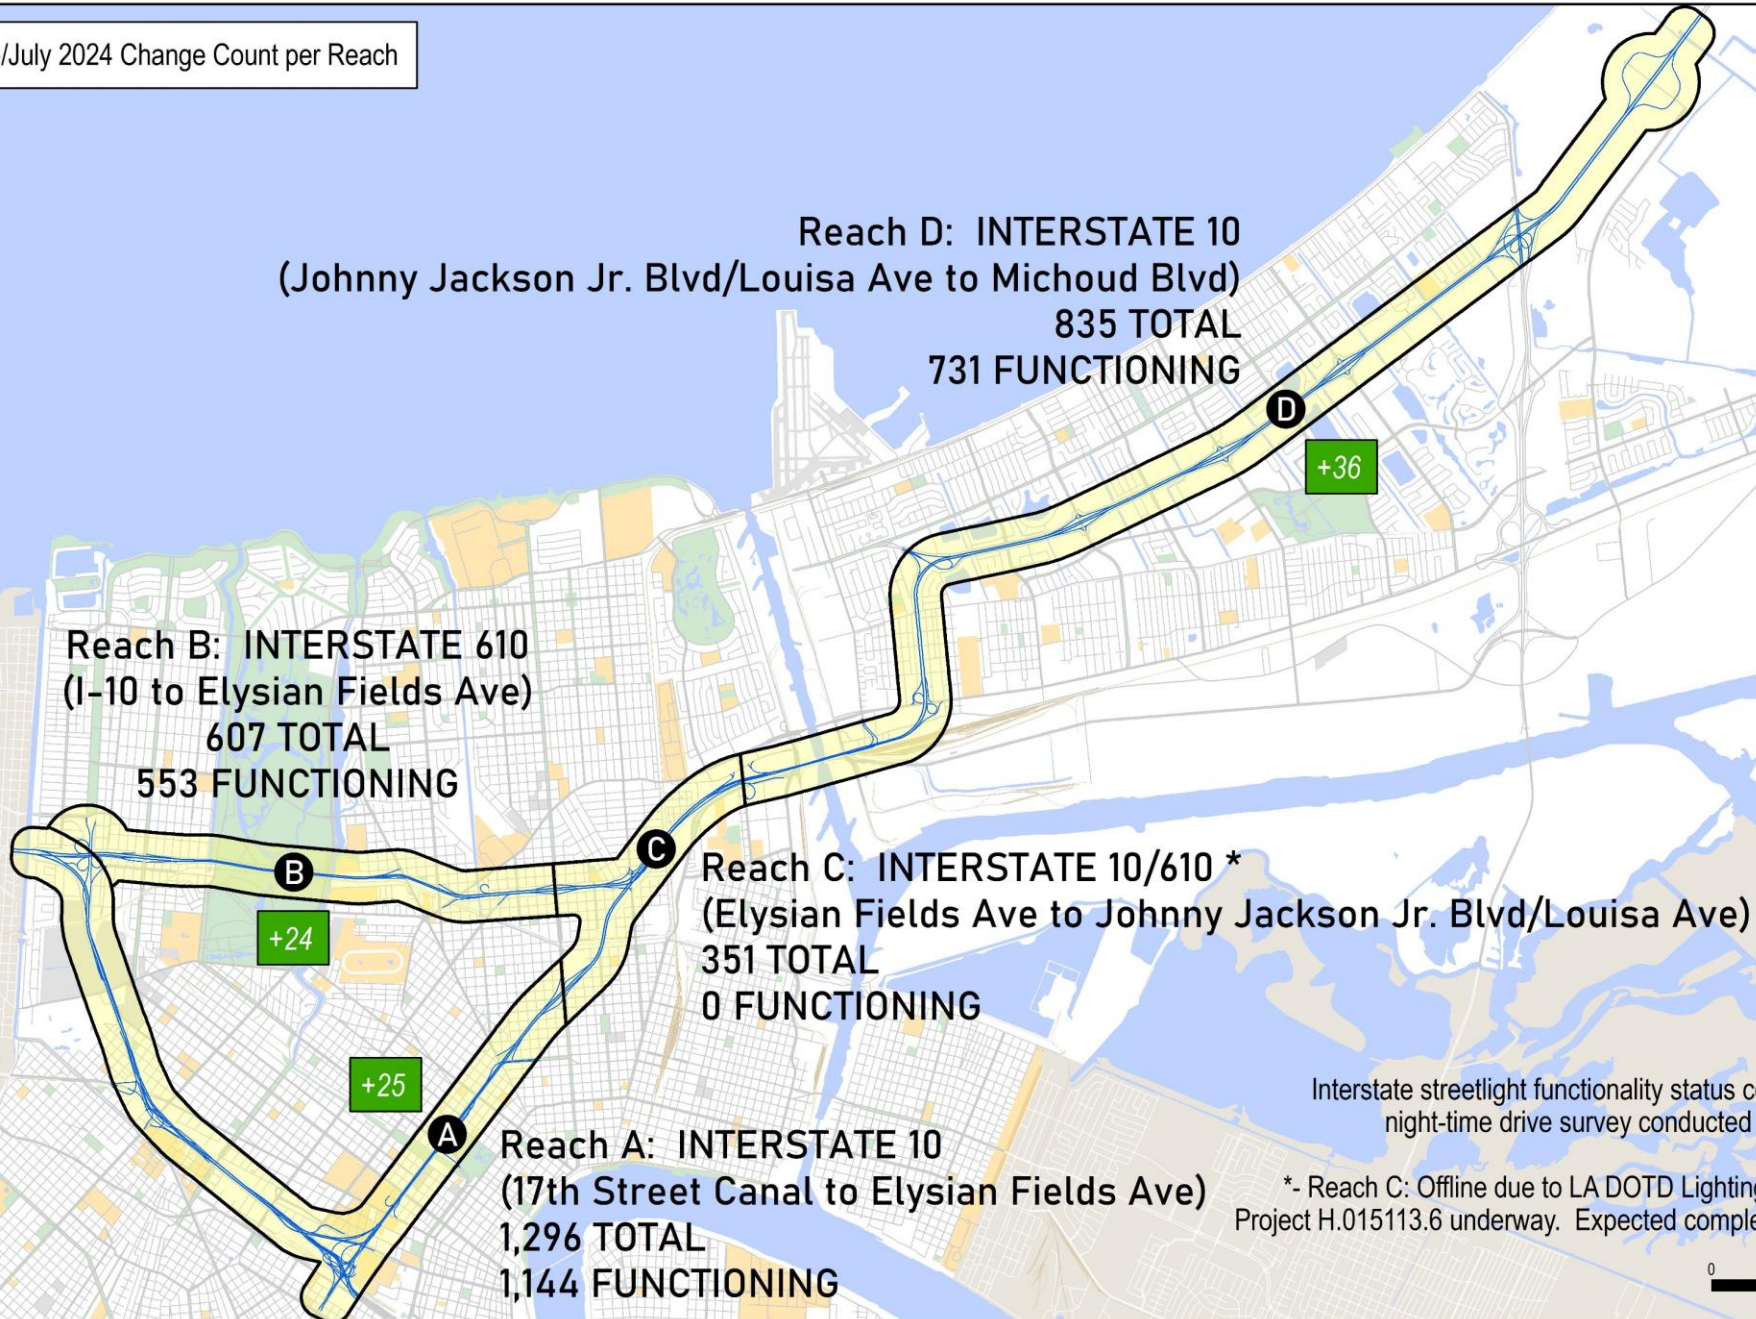 /July 2024 Change Count per Reach
Reach D: INTERSTATE 10
(Johnny Jackson Jr. Blvd/Louisa Ave to Michoud Blvd)
835 TOTAL
731 FUNCTIONING
D
+36
Reach B: INTERSTATE 610
(I-10 to Elysian Fields Ave)
607 TOTAL
553 FUNCTIONING
B
+24
C
Reach C: INTERSTATE 10/610 *
(Elysian Fields Ave to Johnny Jackson Jr. Blvd/Louisa Ave)
351 TOTAL
0 FUNCTIONING
+25
A
Reach A: INTERSTATE 10
(17th Street Canal to Elysian Fields Ave)
1,296 TOTAL
1,144 FUNCTIONING
Interstate streetlight functionality status
night-time drive survey conducted
*- Reach C: Offline due to LA DOTD Lighting
Project H.015113.6 underway. Expected
0